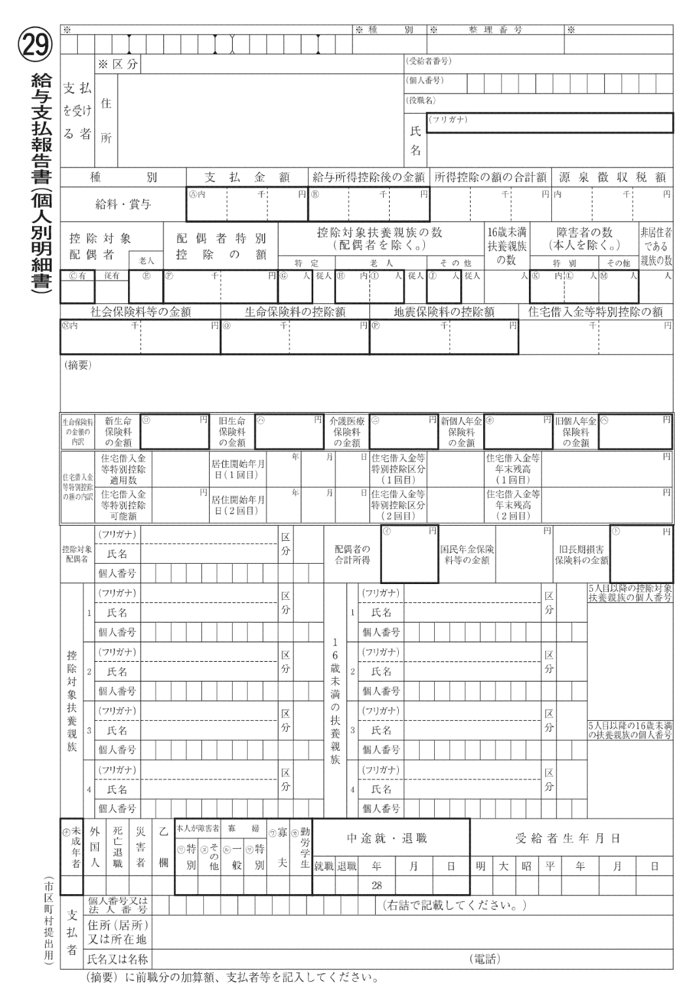 29
給与支払報告書(個人別明細書)
※
※ 種 別
※ 整 理 番 号
※
支払を受ける者
※ 区 分
住所
(受給者番号)
(個人番号)
(役職名)
氏名
(フリガナ)
種 別
支 払 金 額
給与所得控除後の金額
所得控除の額の合計額
源 泉 徴 収 税 額
給料・賞与
Ⓐ内 千 円
Ⓑ 千 円
千 円
内 千 円
控除対象配偶者
老人
配偶者特別控除の額
控除対象扶養親族の数
(配偶者を除く。)
特 定
老 人
その他
16歳未満扶養親族の数
障害者の数
(本人を除く。)
特 別
その他
非居住者である親族の数
Ⓒ有
従有
Ⓔ
Ⓕ 千 円
Ⓖ 人
従人
Ⓗ 内
Ⓘ 人
従人
Ⓙ 人
従人
人
Ⓚ 内
Ⓛ 人
Ⓜ 人
人
社会保険料等の金額
生命保険料の控除額
地震保険料の控除額
住宅借入金等特別控除の額
Ⓝ内 千 円
Ⓞ 千 円
Ⓟ 千 円
千 円
(摘要)
生命保険料の金額の内訳
新生命保険料の金額
㋺ 円
旧生命保険料の金額
㋩ 円
介護医療保険料の金額
㋥ 円
新個人年金保険料の金額
㋭ 円
旧個人年金保険料の金額
㋬ 円
住宅借入金等特別控除の額の内訳
住宅借入金等特別控除適用数
居住開始年月日(1回目)
年 月 日
住宅借入金等特別控除区分(1回目)
住宅借入金等年末残高(1回目)
円
住宅借入金等特別控除可能額
円
居住開始年月日(2回目)
年 月 日
住宅借入金等特別控除区分(2回目)
住宅借入金等年末残高(2回目)
円
控除対象配偶者
(フリガナ)
氏名
個人番号
区分
配偶者の合計所得
㋑ 円
国民年金保険料等の金額
円
旧長期損害保険料の金額
㋣ 円
控除対象扶養親族
1
(フリガナ)
氏名
個人番号
区分
2
(フリガナ)
氏名
個人番号
区分
3
(フリガナ)
氏名
個人番号
区分
4
(フリガナ)
氏名
個人番号
区分
16歳未満の扶養親族
1
(フリガナ)
氏名
個人番号
区分
2
(フリガナ)
氏名
個人番号
区分
3
(フリガナ)
氏名
個人番号
区分
4
(フリガナ)
氏名
個人番号
区分
5人目以降の控除対象扶養親族の個人番号
5人目以降の16歳未満の扶養親族の個人番号
㋠未成年者
外国人
死亡退職
災害者
乙欄
本人が障害者
㋷特別
㋦その他
寡 婦
㋸一般
㋾特別
㋻寡夫
㋕勤労学生
中途就・退職
就職 退職 年 月 日
28
受給者生年月日
明 大 昭 平 年 月 日
支払者
個人番号又は法人番号
(右詰で記載してください。)
住所(居所)又は所在地
氏名又は名称
(電話)
(市区町村提出用)
(摘要)に前職分の加算額、支払者等を記入してください。